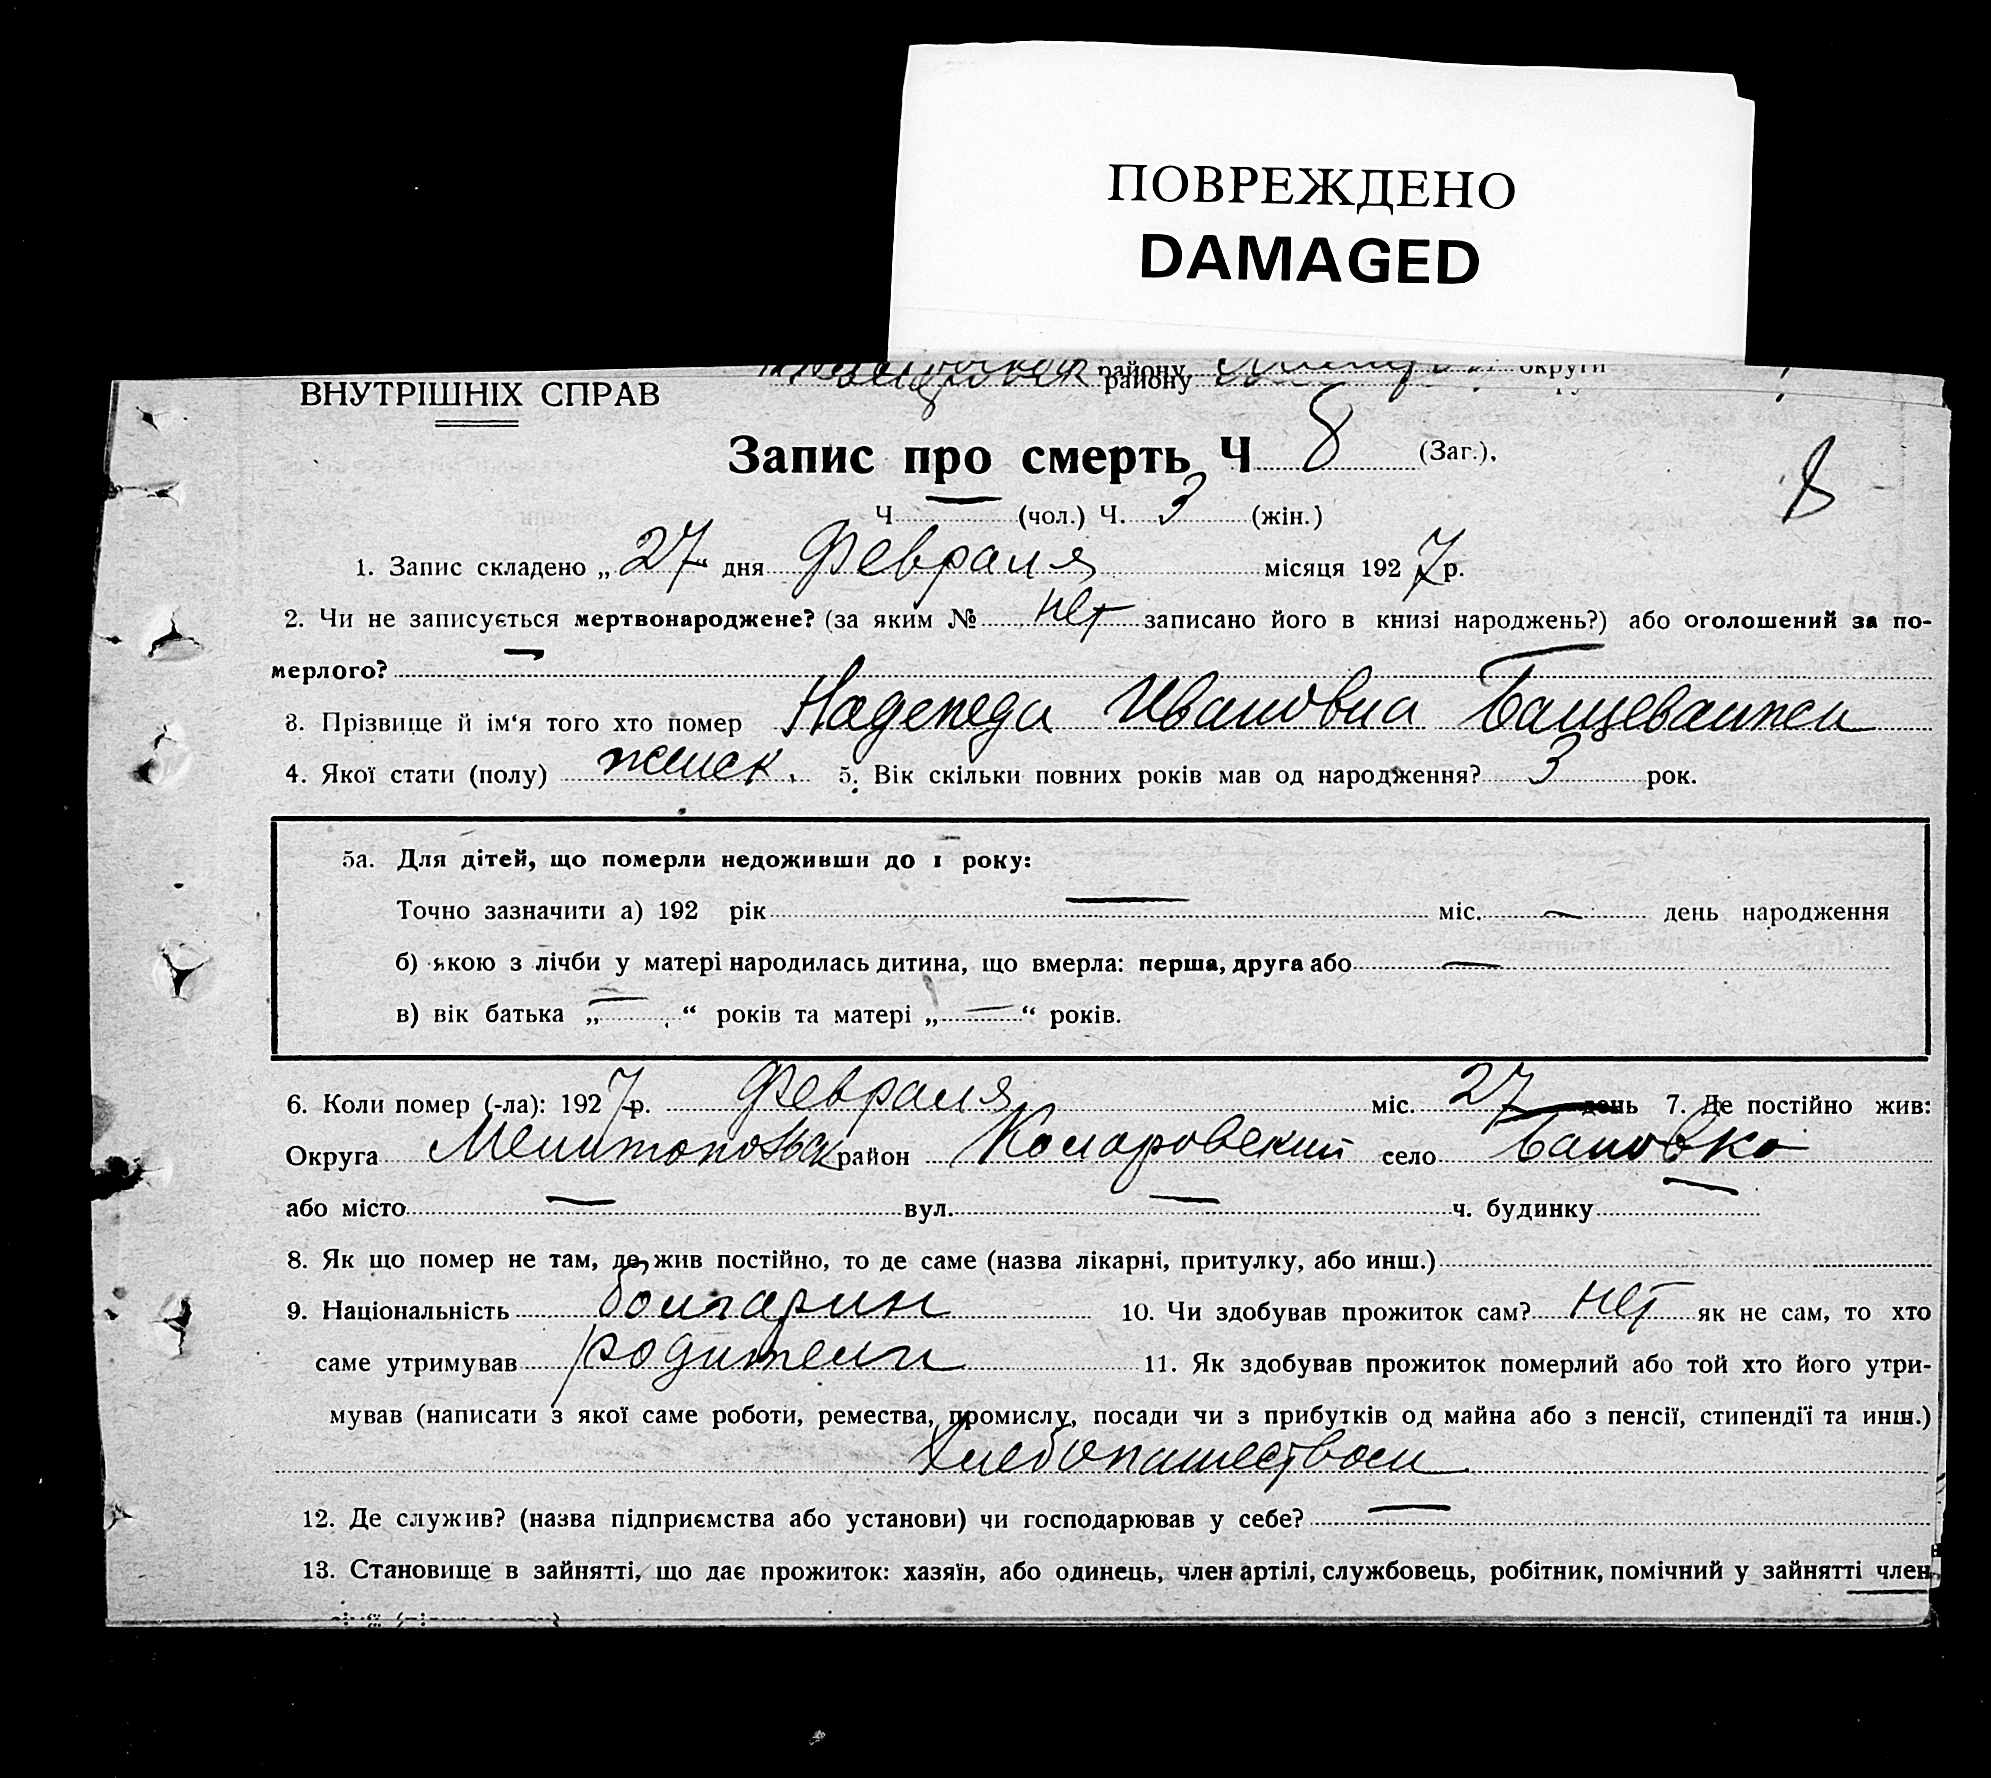 ПОВРЕЖДЕНО
DAMAGED
району округи
ВНУТРІШНІХ СПРАВ району
Запис про смерть Ч 8 (Заг.).
8
Ч — (чол.) Ч. 3 (жін.)
1. Запис складено „27“ дня Февраля місяця 1927 р.
2. Чи не записується мертвонароджене? (за яким № нет записано його в книзі народжень?) або оголошений за по-
мерлого? —
3. Прізвище й ім‘я того хто помер Надежда Ивановна
4. Якої стати (полу) женск. 5. Вік скільки повних років мав од народження? 3 рок.
5а. Для дітей, що померли недоживши до 1 року:
Точно зазначити а) 192 рік — міс. — день народження
б) якою з лічби у матері народилась дитина, що вмерла: перша, друга або —
в) вік батька „—“ років та матері „—“ років.
6. Коли помер (-ла): 1927 р. Февраля міс. 27 день 7. Де постійно жив:
Округа Мелитопольск район село Бановка
або місто — вул. — ч. будинку —
8. Як що помер не там, де жив постійно, то де саме (назва лікарні, притулку, або инш.)
9. Національність болгарин 10. Чи здобував прожиток сам? нет як не сам, то хто
саме утримував родители 11. Як здобував прожиток померлий або той хто його утри-
мував (написати з якої саме роботи, ремества, промислу, посади чи з прибутків од майна або з пенсії, стипендії та инш.)
Хлебопашеством
12. Де служив? (назва підприємства або установи) чи господарював у себе? —
13. Становище в зайнятті, що дає прожиток: хазяїн, або одинець, член артілі, службовець, робітник, помічний у зайнятті член